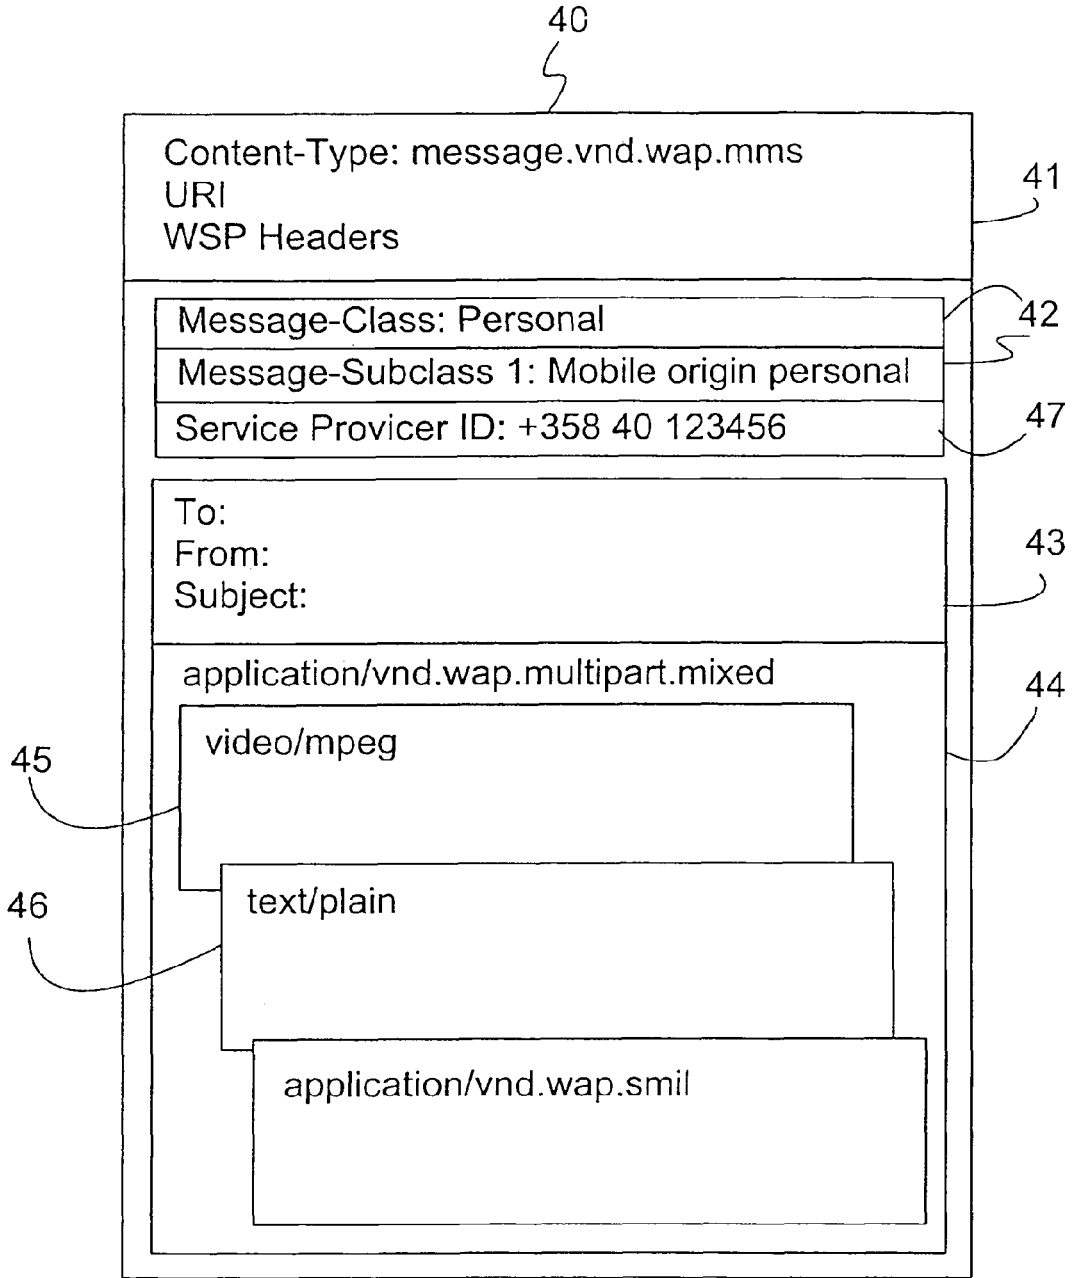 40
Content-Type: message.vnd.wap.mms
URI
WSP Headers
41
Message-Class: Personal
42
Message-Subclass 1: Mobile origin personal
Service Provicer ID: +358 40 123456
47
To:
From:
Subject:
43
application/vnd.wap.multipart.mixed
44
video/mpeg
45
text/plain
46
application/vnd.wap.smil